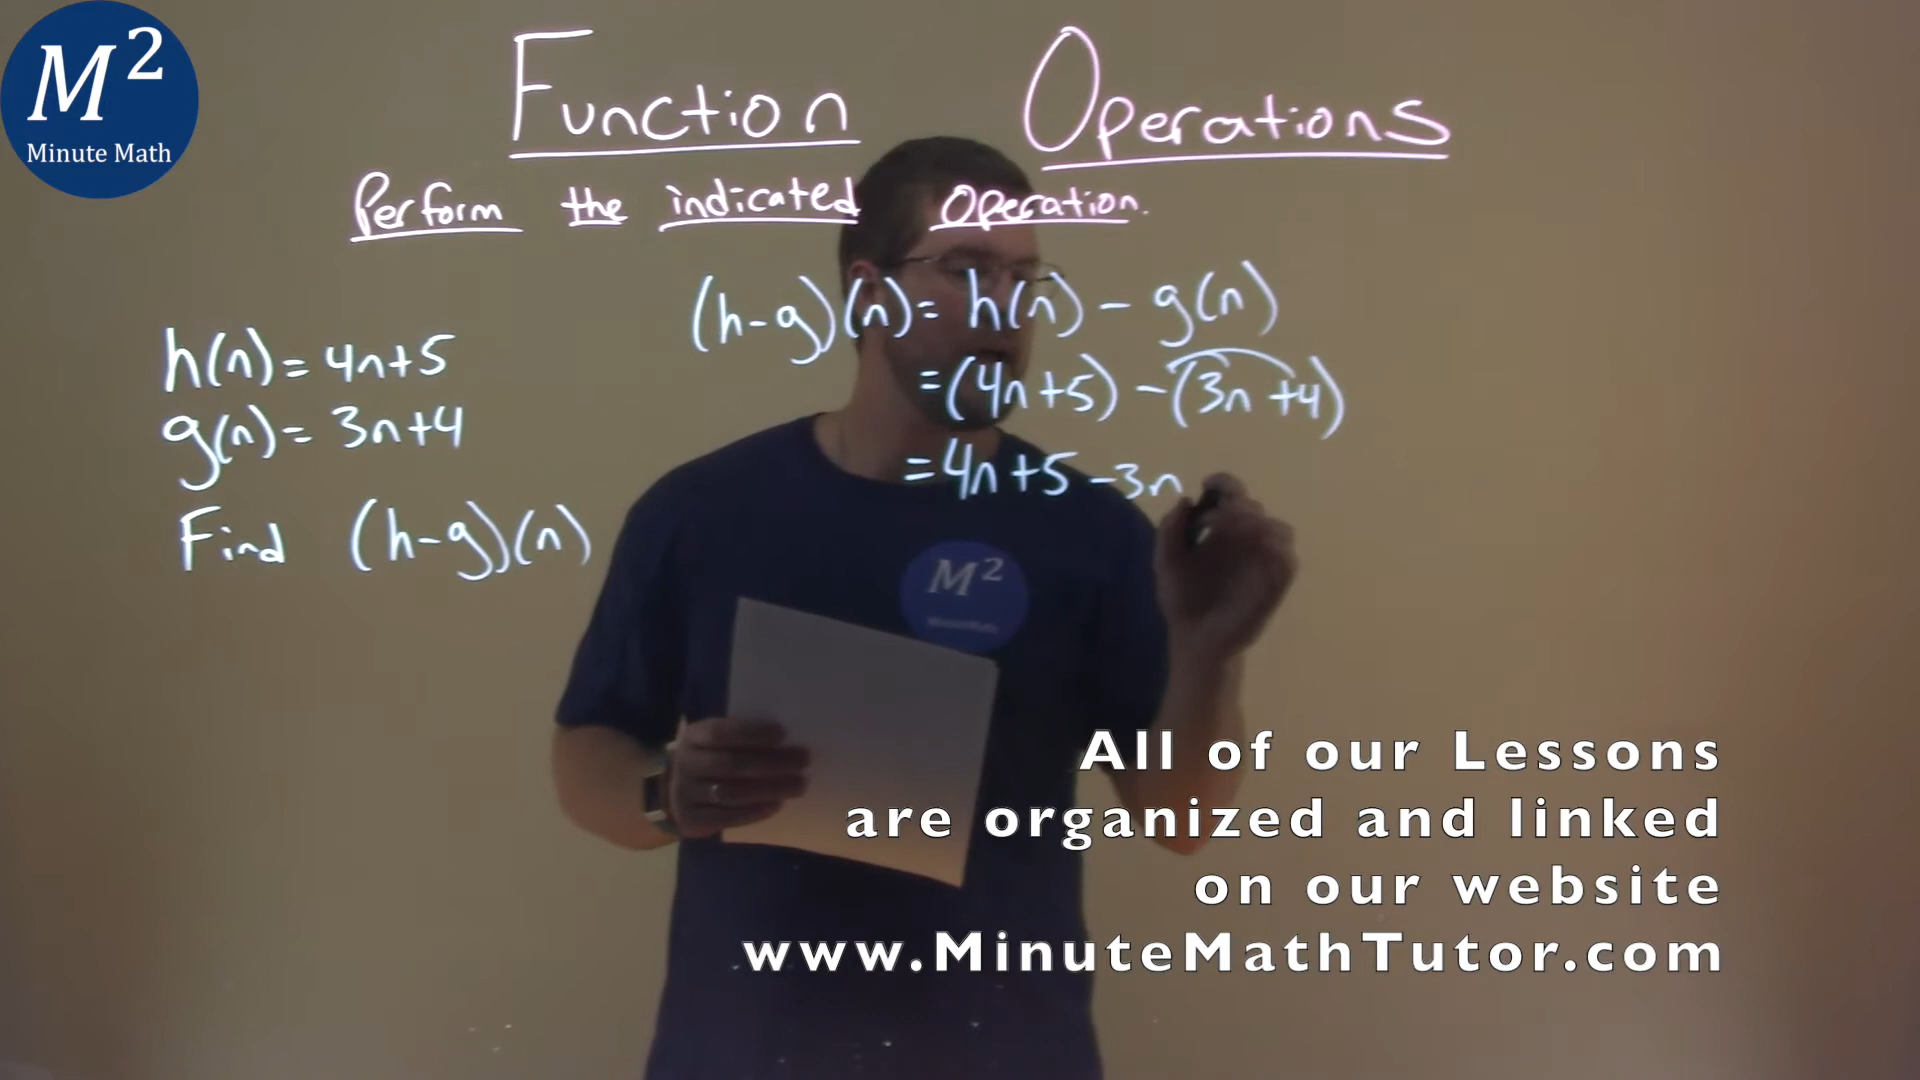 M²
Minute Math
Function Operations
Perform the indicated operation.
h(n) = 4n+5
g(n) = 3n+4
Find (h-g)(n)
(h-g)(n) = h(n) - g(n)
= (4n+5) - (3n+4)
= 4n+5 -3n
M²
All of our Lessons
are organized and linked
on our website
www.MinuteMathTutor.com